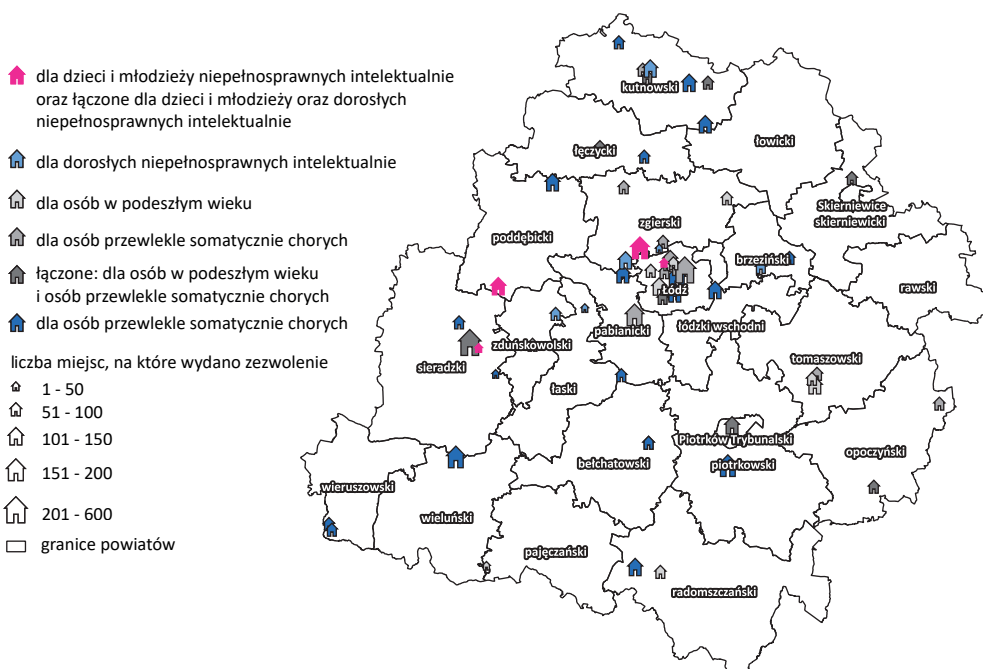 dla dzieci i młodzieży niepełnosprawnych intelektualnie
oraz łączone dla dzieci i młodzieży oraz dorosłych
niepełnosprawnych intelektualnie
dla dorosłych niepełnosprawnych intelektualnie
dla osób w podeszłym wieku
dla osób przewlekle somatycznie chorych
łączone: dla osób w podeszłym wieku
i osób przewlekle somatycznie chorych
dla osób przewlekle somatycznie chorych
liczba miejsc, na które wydano zezwolenie
1 - 50
51 - 100
101 - 150
151 - 200
201 - 600
granice powiatów
kutnowski
łowicki
łęczycki
Skierniewice
skierniewicki
zgierski
poddębicki
brzeziński
rawski
Łódź
pabianicki
łódzki wschodni
zduńskowolski
tomaszowski
sieradzki
łaski
Piotrków Trybunalski
opoczyński
bełchatowski
piotrkowski
wieruszowski
wieluński
pajęczański
radomszczański